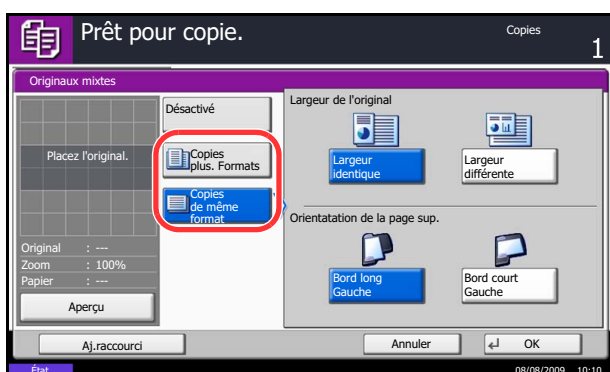 Prêt pour copie.
Copies
1
Originaux mixtes
Placez l'original.
Original : ---
Zoom : 100%
Papier : ---
Aperçu
Désactivé
Copies
plus. Formats
Copies
de même
format
Largeur de l'original
Largeur
identique
Largeur
différente
Orientatation de la page sup.
Bord long
Gauche
Bord court
Gauche
Aj.raccourci
Annuler
OK
État
08/08/2009 10:10